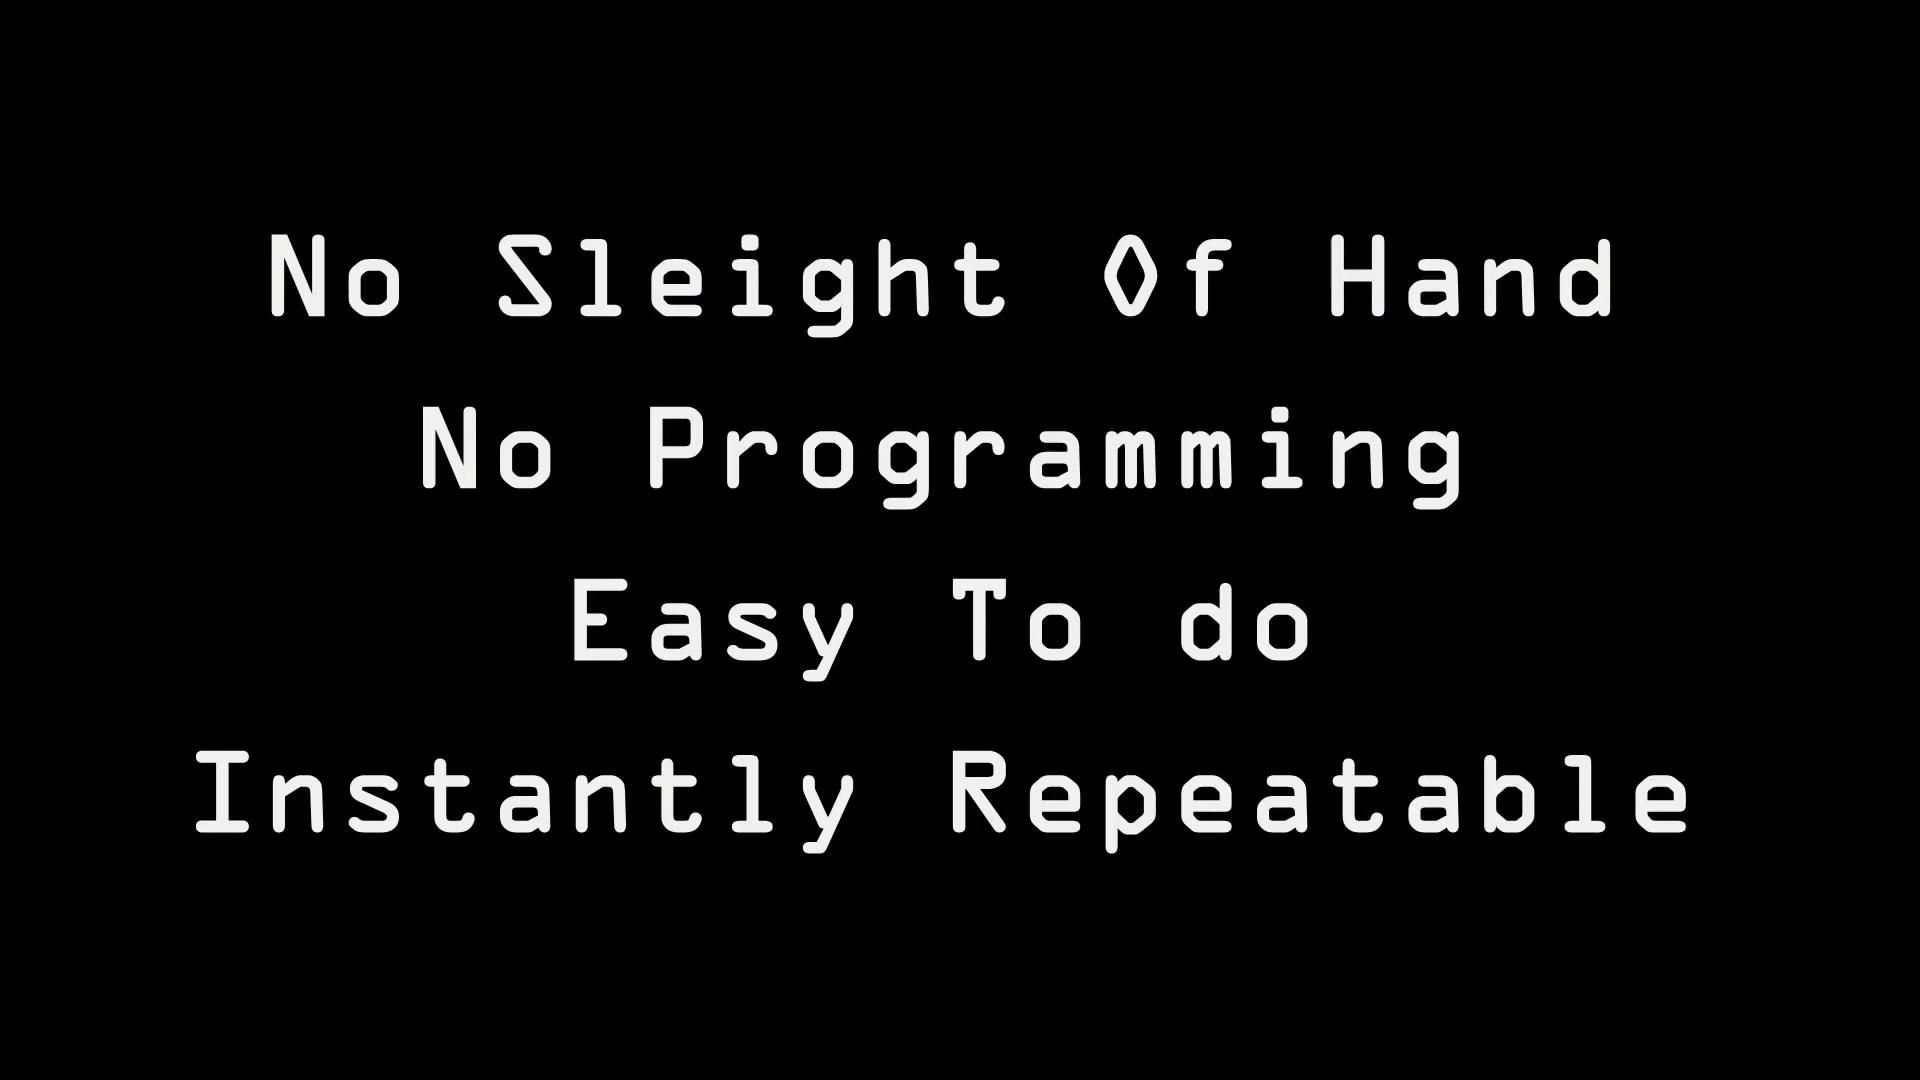 No Sleight Of Hand
No Programming
Easy To do
Instantly Repeatable